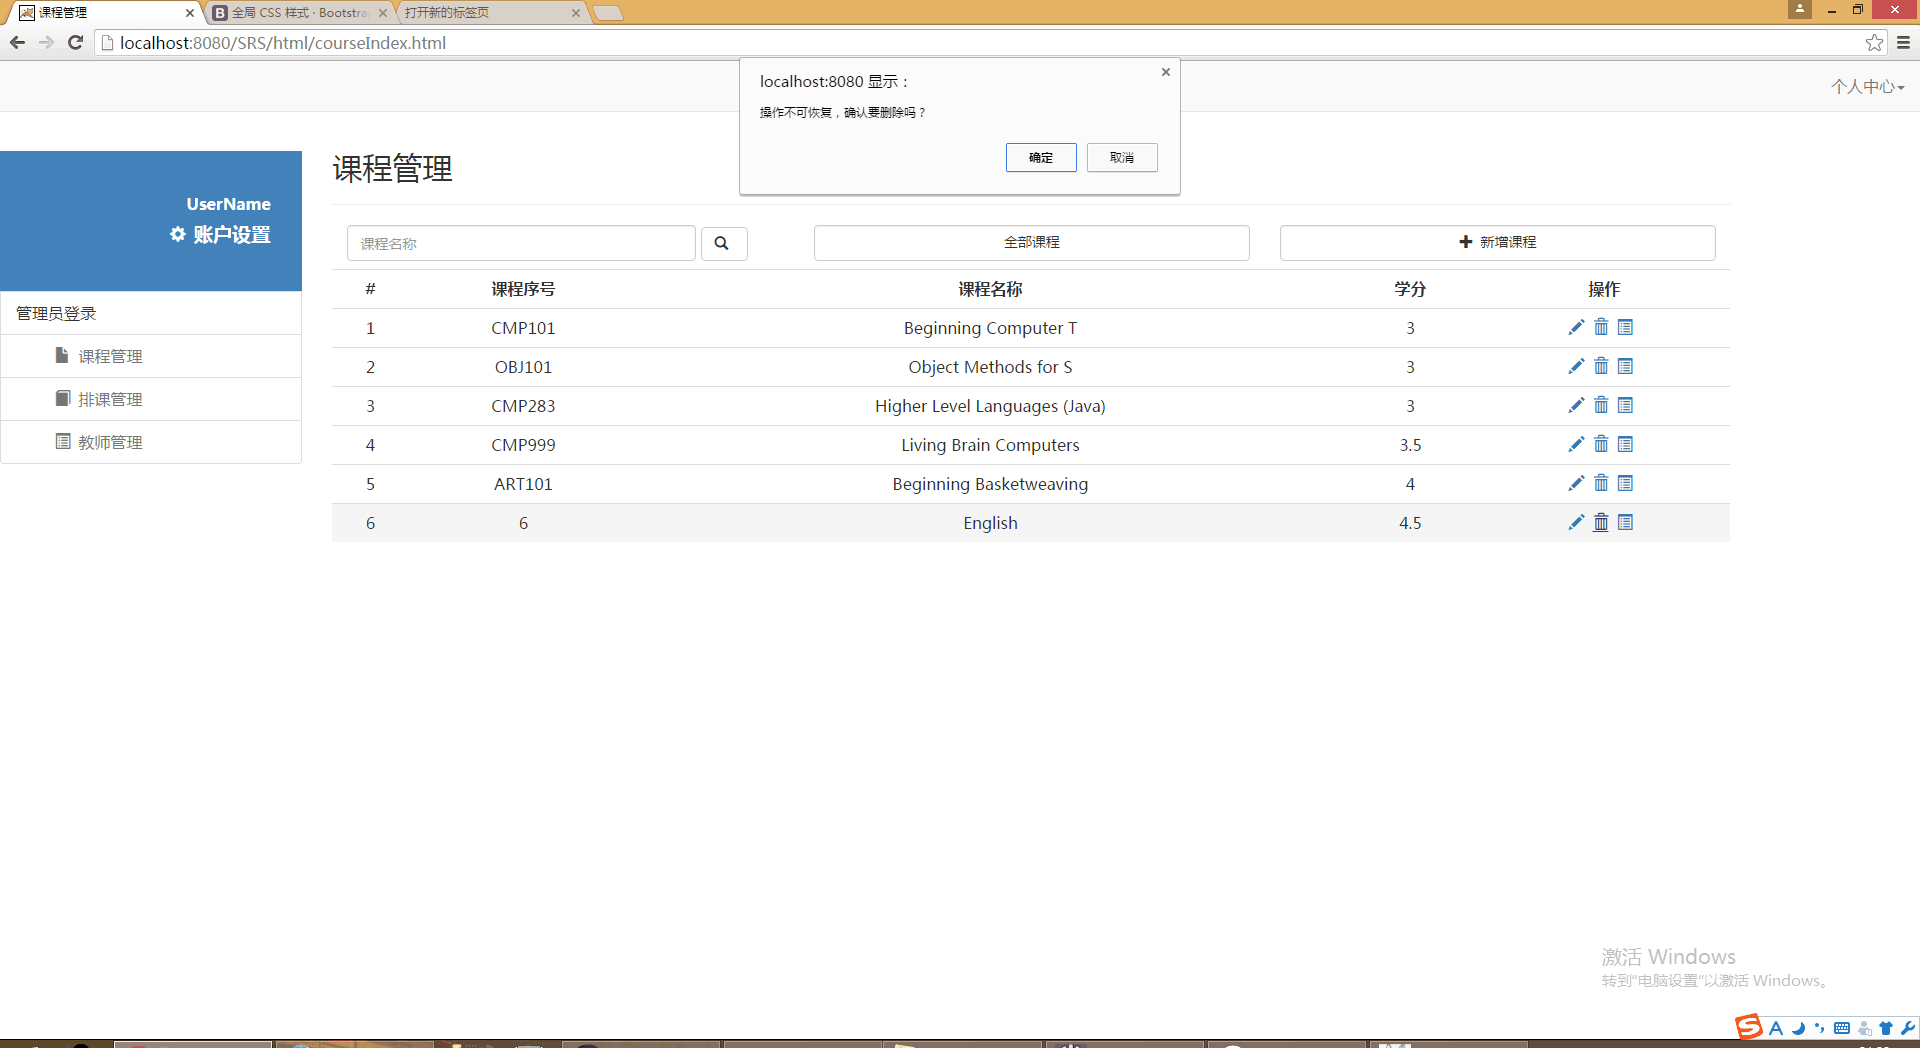 课程管理
全局 CSS 样式 · Bootstra
打开新的标签页
localhost:8080/SRS/html/courseIndex.html
个人中心
localhost:8080 显示：
操作不可恢复，确认要删除吗？
确定
取消
UserName
账户设置
管理员登录
课程管理
排课管理
教师管理
课程管理
课程名称
全部课程
新增课程
# 课程序号 课程名称 学分 操作
1 CMP101 Beginning Computer T 3
2 OBJ101 Object Methods for S 3
3 CMP283 Higher Level Languages (Java) 3
4 CMP999 Living Brain Computers 3.5
5 ART101 Beginning Basketweaving 4
6 6 English 4.5
激活 Windows
转到“电脑设置”以激活 Windows。